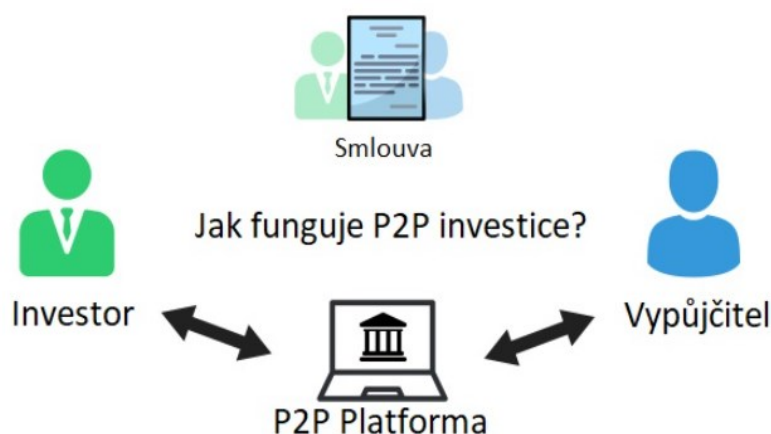 Smlouva
Jak funguje P2P investice?
Investor
Vypůjčitel
P2P Platforma